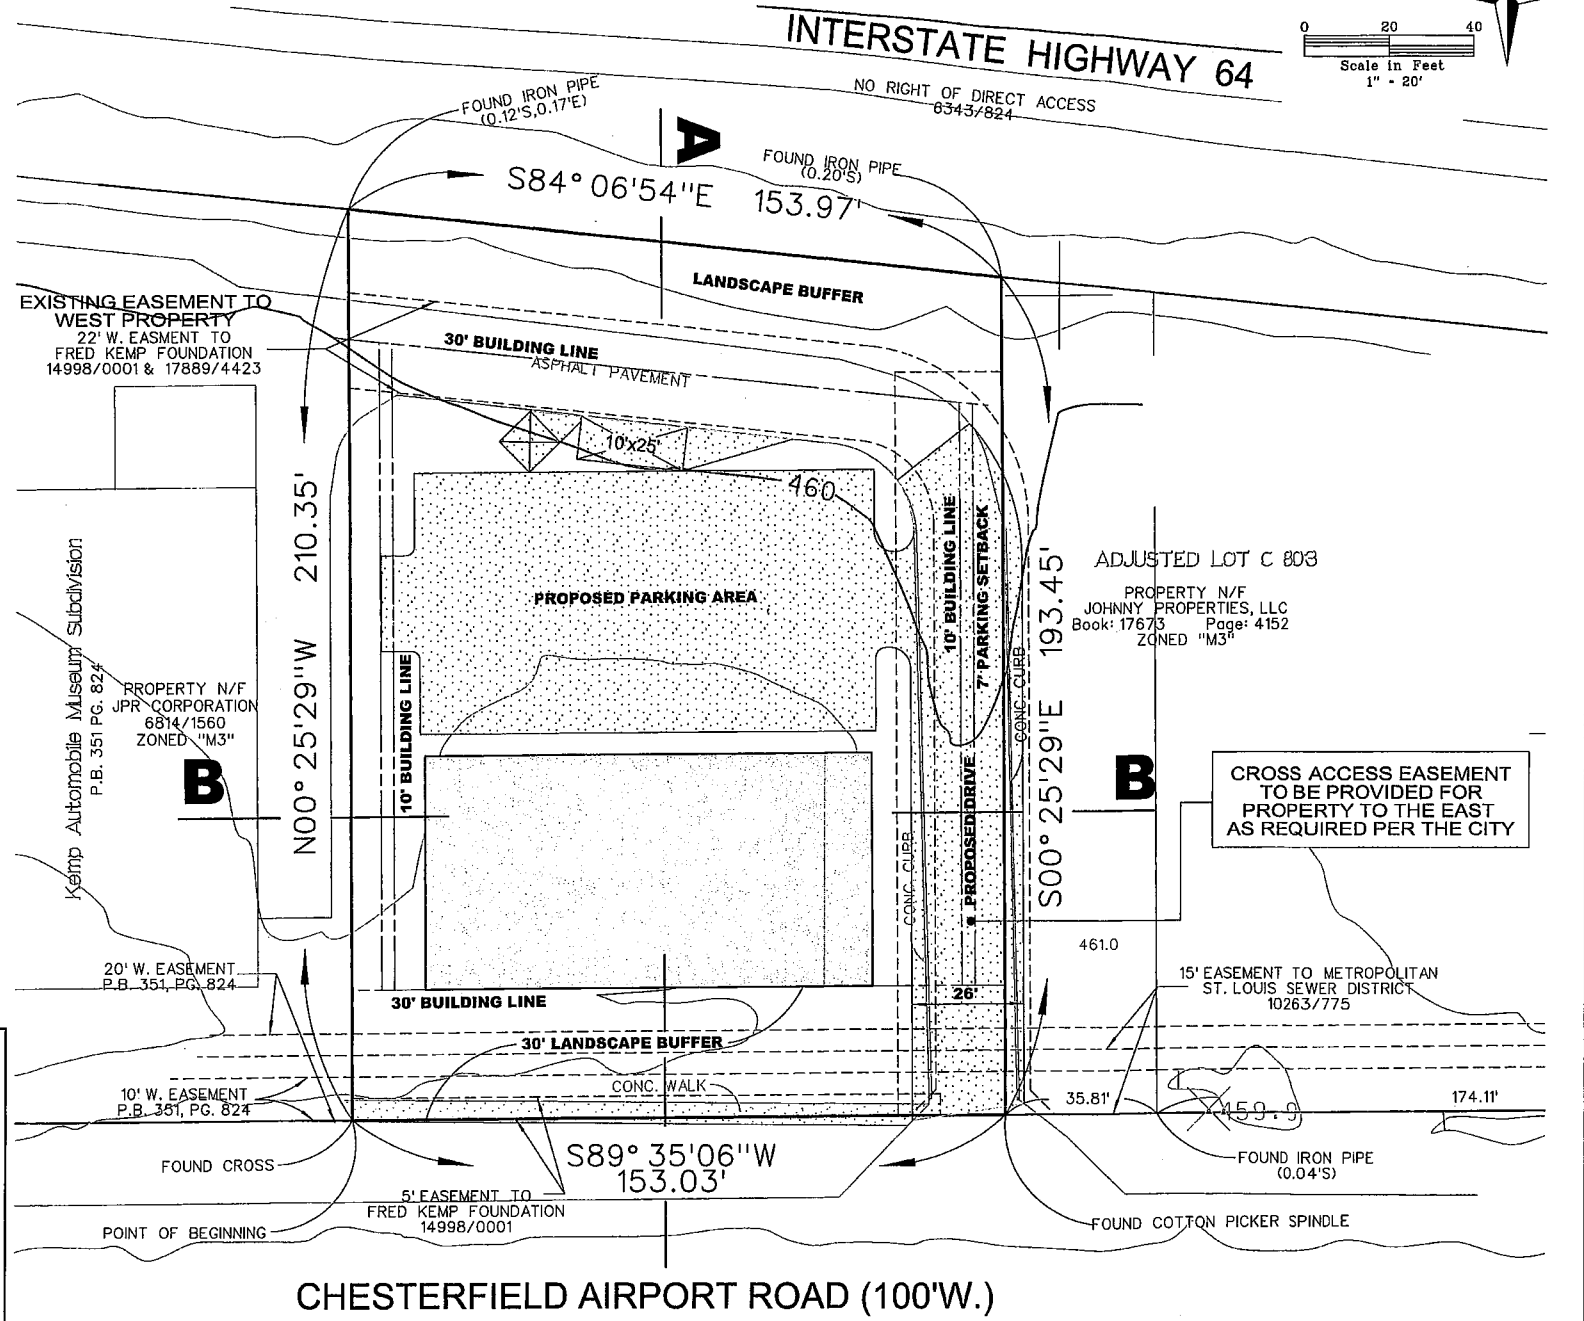 INTERSTATE HIGHWAY 64
0 20 40
Scale in Feet
1" - 20'
NO RIGHT OF DIRECT ACCESS
6343/824
FOUND IRON PIPE
(0.12'S,0.17'E)
A
FOUND IRON PIPE
(0.20'S)
S84°06'54"E 153.97'
LANDSCAPE BUFFER
EXISTING EASEMENT TO
WEST PROPERTY
22' W. EASMENT TO
FRED KEMP FOUNDATION
14998/0001 & 17889/4423
30' BUILDING LINE
ASPHALT PAVEMENT
10'x25'
460
N00°25'29"W 210.35'
10' BUILDING LINE
7' PARKING SETBACK
S00°25'29"E 193.45'
ADJUSTED LOT C 803
PROPERTY N/F
JOHNNY PROPERTIES, LLC
Book: 17673 Page: 4152
ZONED "M3"
PROPOSED PARKING AREA
Kemp Automobile Museum Subdivision
P.B. 351 PG. 824
PROPERTY N/F
JPR CORPORATION
6814/1560
ZONED "M3"
10' BUILDING LINE
CONC. CURB
B
B
CROSS ACCESS EASEMENT
TO BE PROVIDED FOR
PROPERTY TO THE EAST
AS REQUIRED PER THE CITY
PROPOSED DRIVE
CONC. CURB
461.0
20' W. EASEMENT
P.B. 351, PG. 824
15' EASEMENT TO METROPOLITAN
ST. LOUIS SEWER DISTRICT
10263/775
30' BUILDING LINE
26'
30' LANDSCAPE BUFFER
CONC. WALK
10' W. EASEMENT
P.B. 351, PG. 824
35.81'
459.9
174.11'
FOUND CROSS
S89°35'06"W
153.03'
FOUND IRON PIPE
(0.04'S)
5' EASEMENT TO
FRED KEMP FOUNDATION
14998/0001
POINT OF BEGINNING
FOUND COTTON PICKER SPINDLE
CHESTERFIELD AIRPORT ROAD (100'W.)